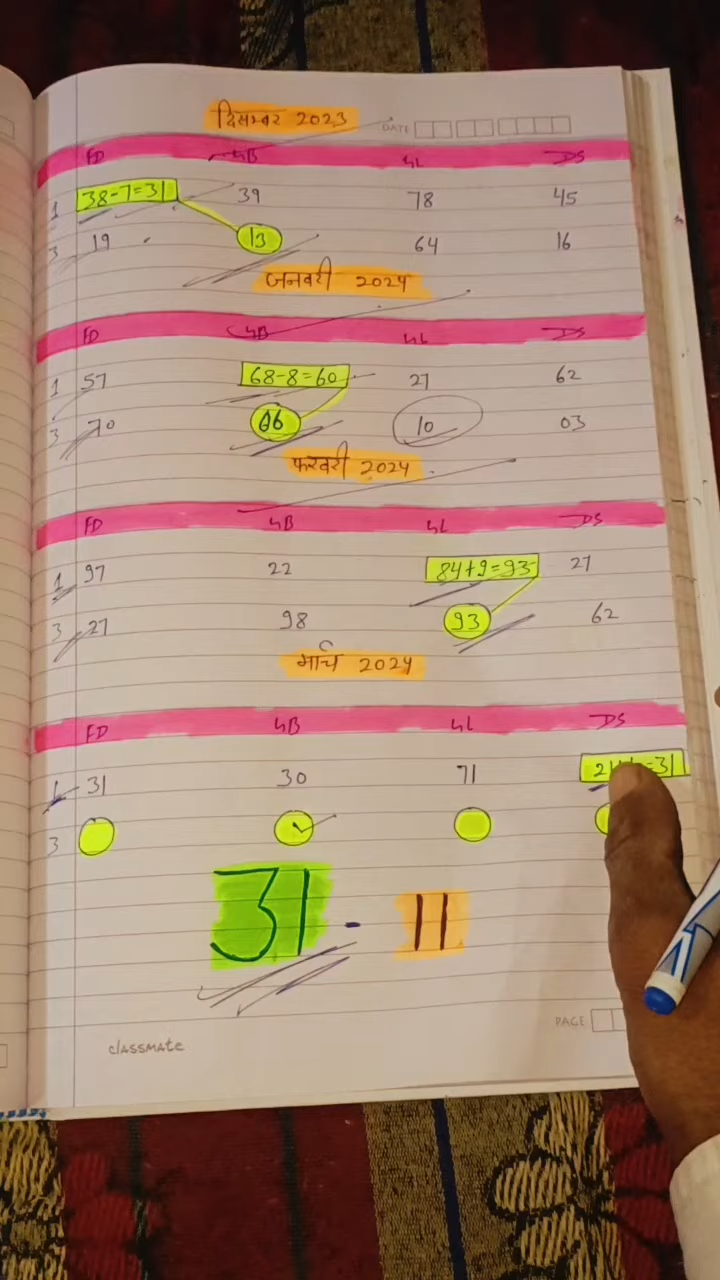 दिसम्बर 2023
DATE
FD GB GL DS
1 38-7=31 39 78 45
3 19 13 64 16
जनवरी 2024
FD GB GL DS
1 57 68-8=60 27 62
3 70 06 10 03
फरवरी 2024
FD GB GL DS
1 97 22 84+9=93 27
3 27 98 93 62
मार्च 2024
FD GB GL DS
1 31 30 71 =31
3
31 - 11
PAGE
classmate